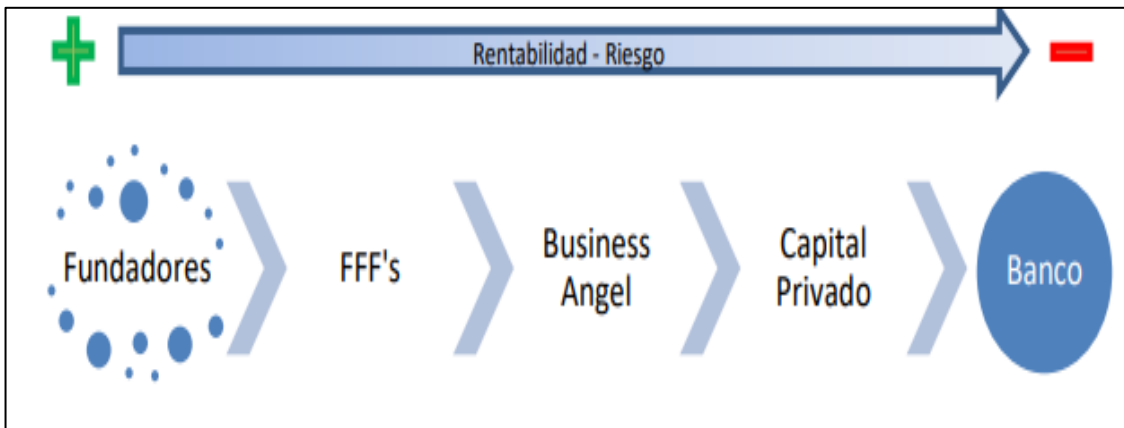 Rentabilidad - Riesgo
Fundadores
FFF's
Business
Angel
Capital
Privado
Banco